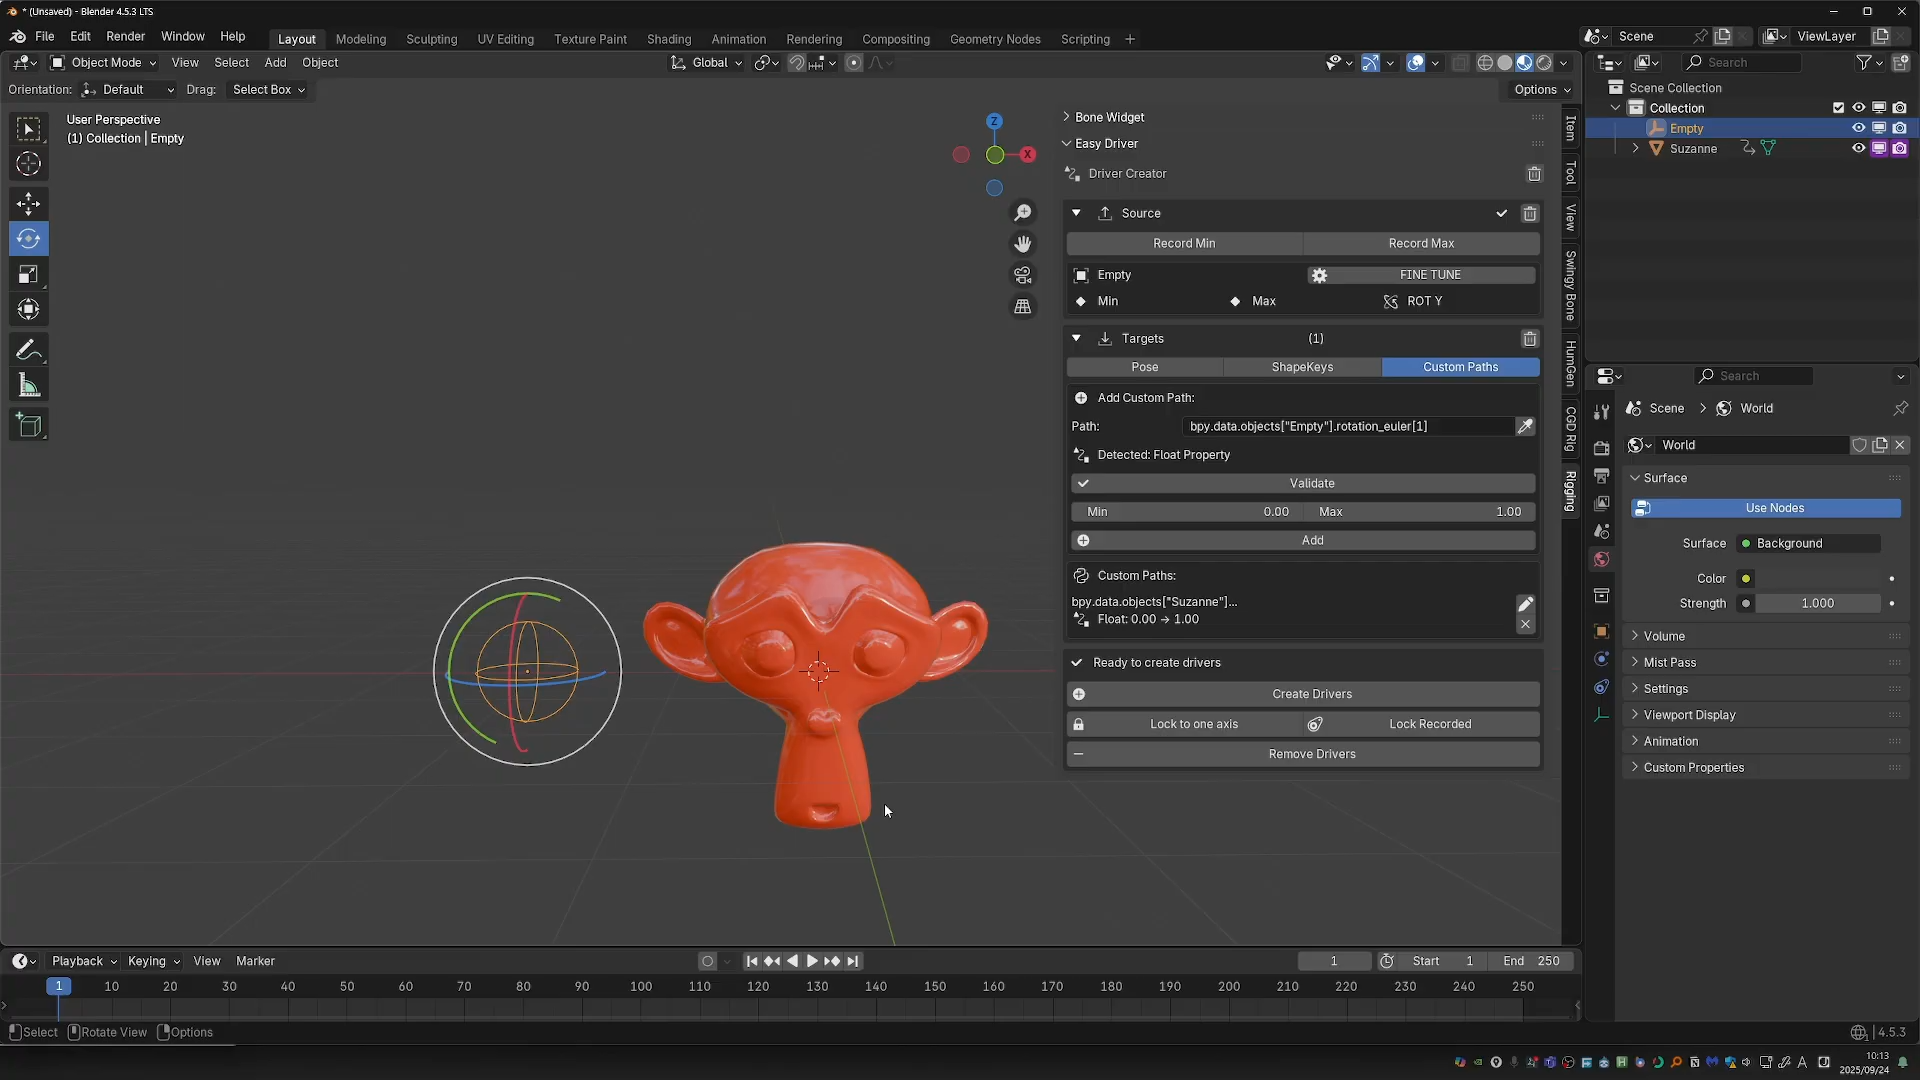 * (Unsaved) - Blender 4.5.3 LTS
File Edit Render Window Help
Layout Modeling Sculpting UV Editing Texture Paint Shading Animation Rendering Compositing Geometry Nodes Scripting +
Scene
ViewLayer
Object Mode View Select Add Object
Global
Search
Orientation: Default Drag: Select Box
Options
User Perspective
(1) Collection | Empty
Z
X
Bone Widget
Easy Driver
Driver Creator
Source
Record Min Record Max
Empty FINE TUNE
Min Max ROT Y
Targets (1)
Pose ShapeKeys Custom Paths
Add Custom Path:
Path: bpy.data.objects["Empty"].rotation_euler[1]
Detected: Float Property
Validate
Min 0.00 Max 1.00
Add
Custom Paths:
bpy.data.objects["Suzanne"]...
Float: 0.00 → 1.00
Ready to create drivers
Create Drivers
Lock to one axis Lock Recorded
Remove Drivers
Item
Tool
View
Swingy Bone
HumGen
CGD Rig
Rigging
Scene Collection
Collection
Empty
Suzanne
Search
Scene > World
World
Surface
Use Nodes
Surface Background
Color
Strength 1.000
Volume
Mist Pass
Settings
Viewport Display
Animation
Custom Properties
Playback Keying View Marker
1 Start 1 End 250
1 10 20 30 40 50 60 70 80 90 100 110 120 130 140 150 160 170 180 190 200 210 220 230 240 250
Select Rotate View Options
4.5.3
A
10:13
2025/09/24